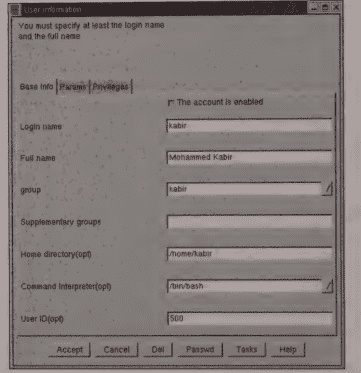 User information
You must specify at least the login name
and the full name
Base info Params Privileges
The account is enabled
Login name kabir
Full name Mohammed Kabir
group kabir
Supplementary groups
Home directory(opt) /home/kabir
Command interpreter(opt) /bin/bash
User ID(opt) 500
Accept Cancel Del Passwd Tasks Help